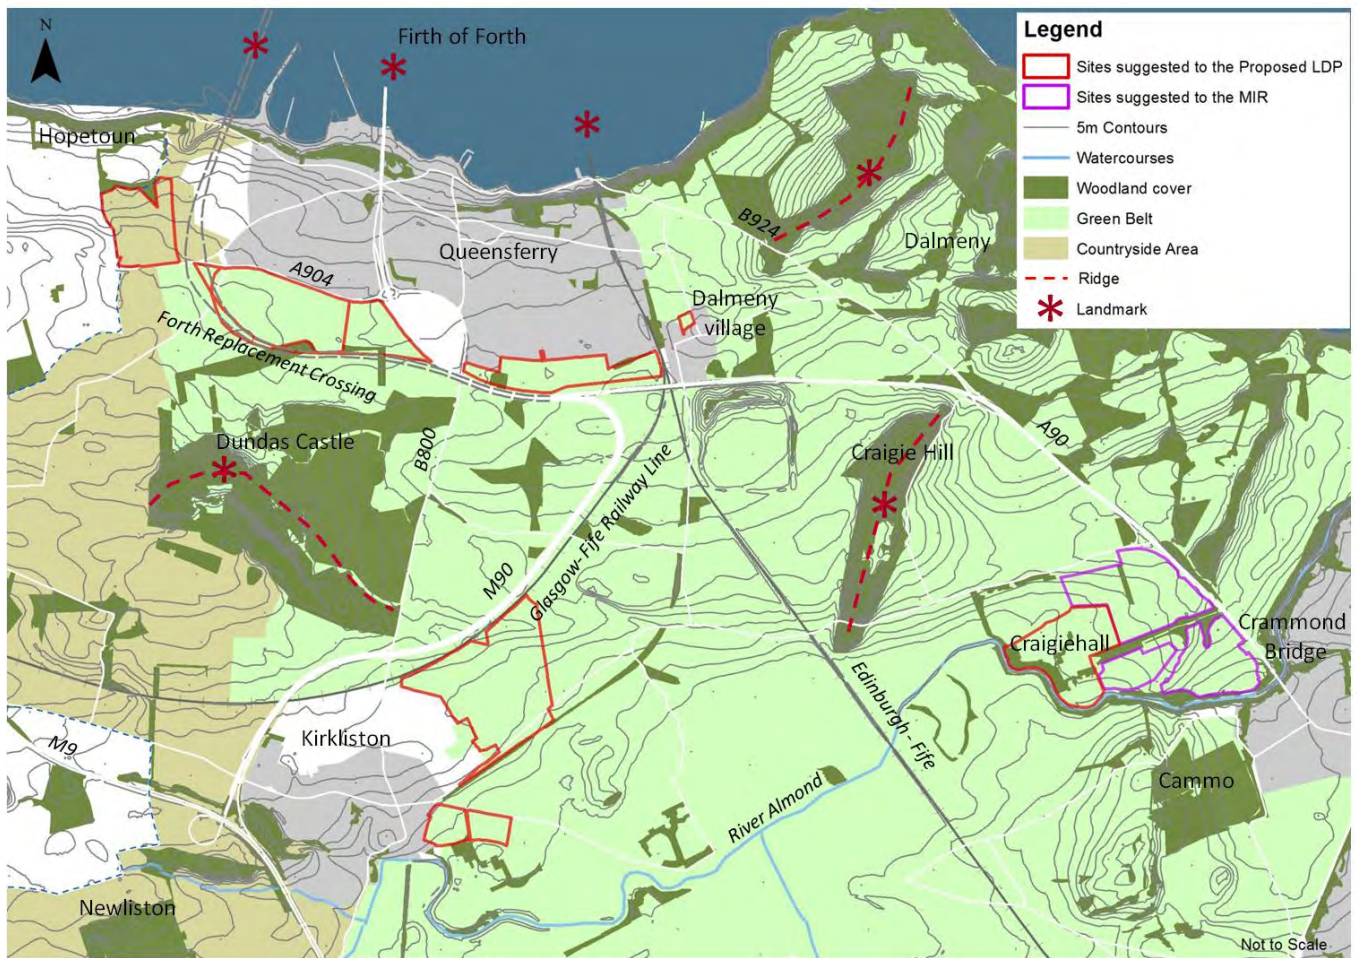 N
Firth of Forth
Hopetoun
B924
Queensferry
Dalmeny
A904
Dalmeny
village
Forth Replacement Crossing
Dundas Castle
B800
A90
Craigie Hill
Glasgow - Fife Railway Line
M90
Craigiehall
Crammond
Bridge
Edinburgh - Fife
Kirkliston
M9
Cammo
River Almond
Newliston
Not to Scale
Legend
Sites suggested to the Proposed LDP
Sites suggested to the MIR
5m Contours
Watercourses
Woodland cover
Green Belt
Countryside Area
Ridge
Landmark